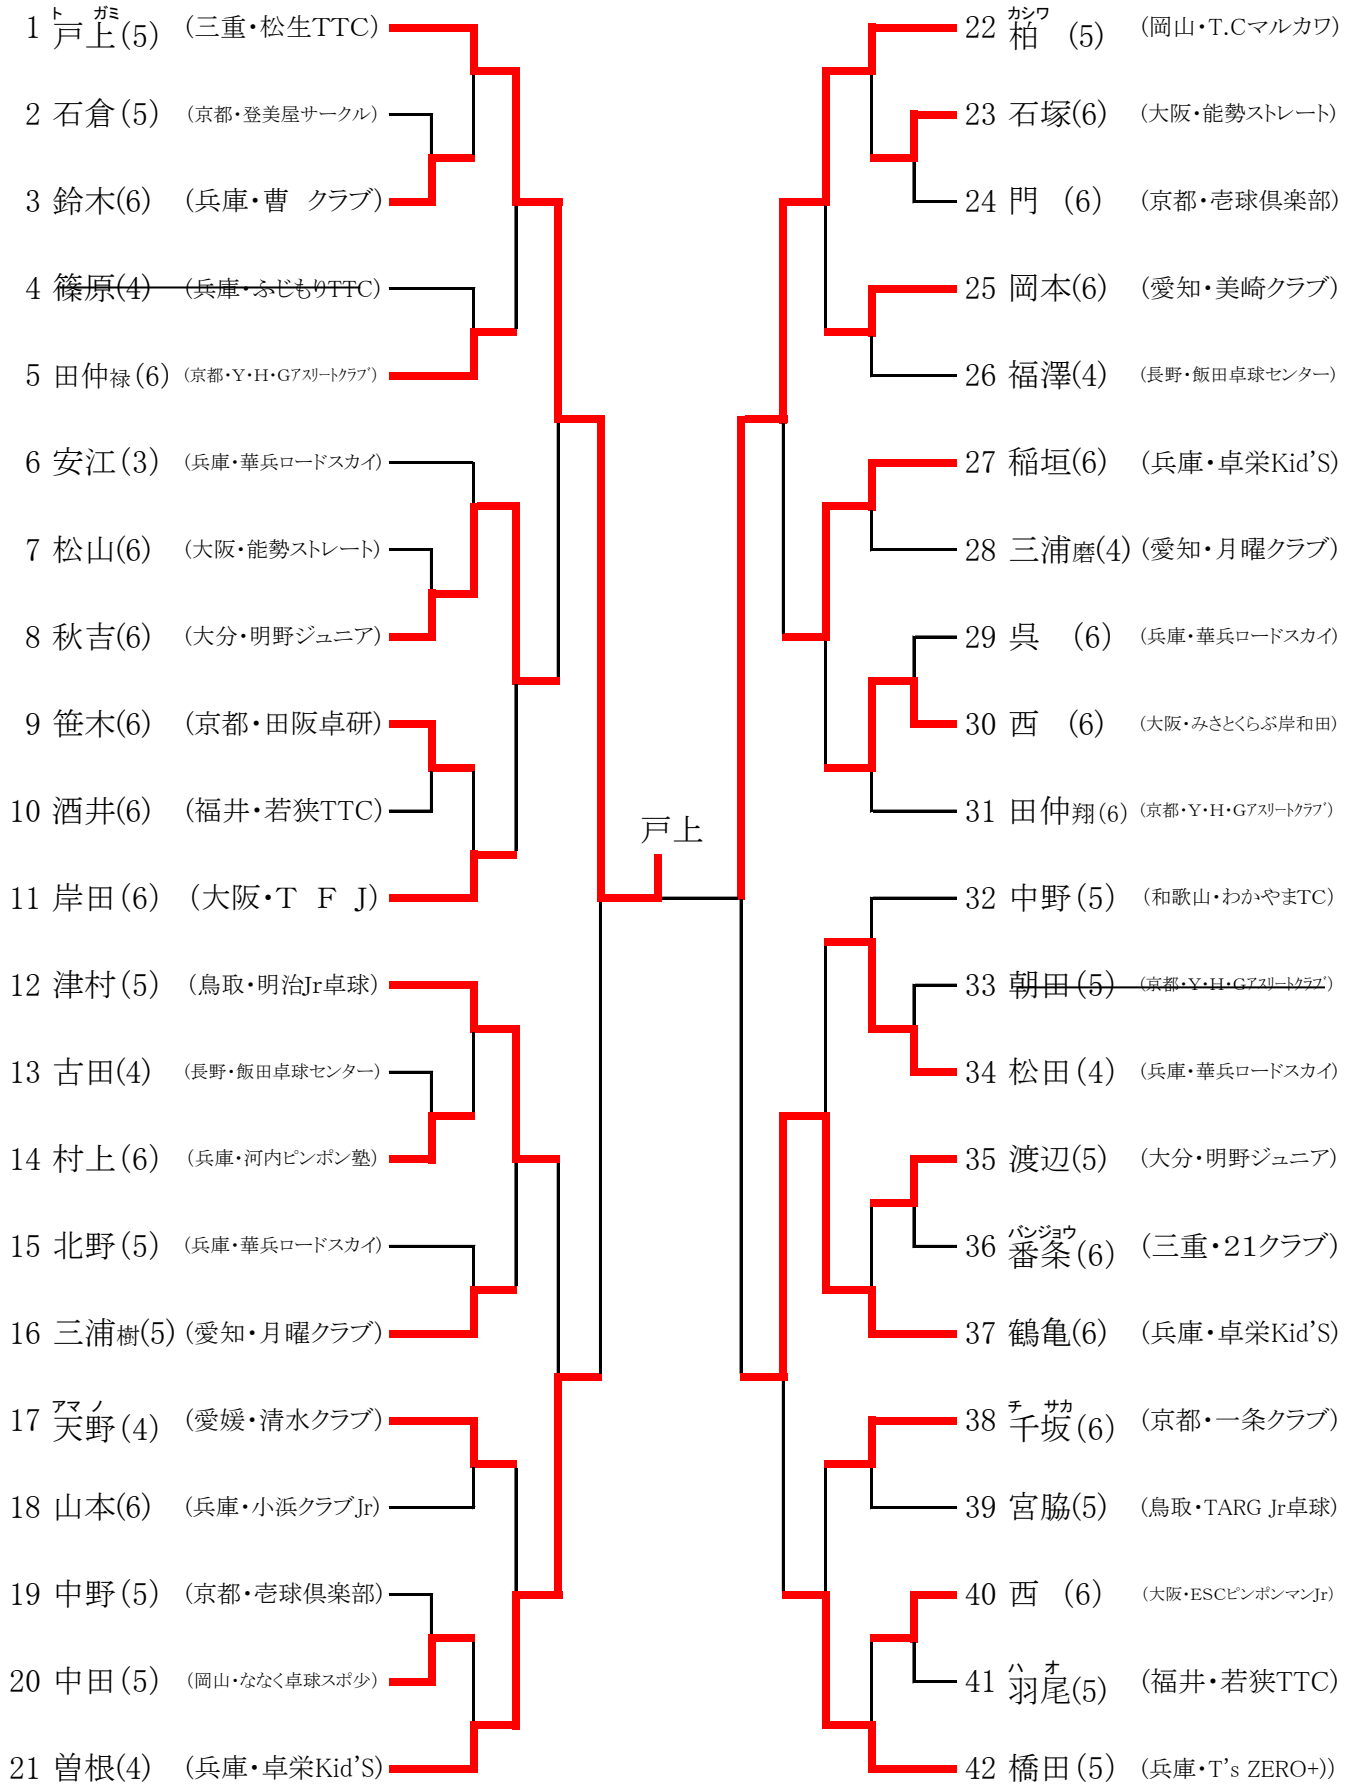 1 戸上(5) (三重・松生TTC)
ト ガミ
2 石倉(5) (京都・登美屋サークル)
3 鈴木(6) (兵庫・曹 クラブ)
4 篠原(4) (兵庫・ふじもりTTC)
5 田仲禄(6) (京都・Y・H・Gアスリートクラブ)
6 安江(3) (兵庫・華兵ロードスカイ)
7 松山(6) (大阪・能勢ストレート)
8 秋吉(6) (大分・明野ジュニア)
9 笹木(6) (京都・田阪卓研)
10 酒井(6) (福井・若狭TTC)
11 岸田(6) (大阪・T F J)
12 津村(5) (鳥取・明治Jr卓球)
13 古田(4) (長野・飯田卓球センター)
14 村上(6) (兵庫・河内ピンポン塾)
15 北野(5) (兵庫・華兵ロードスカイ)
16 三浦樹(5) (愛知・月曜クラブ)
アマ ノ
17 天野(4) (愛媛・清水クラブ)
18 山本(6) (兵庫・小浜クラブJr)
19 中野(5) (京都・壱球倶楽部)
20 中田(5) (岡山・ななく卓球スポ少)
21 曽根(4) (兵庫・卓栄Kid'S)
戸上
カシワ
22 柏 (5) (岡山・T.Cマルカワ)
23 石塚(6) (大阪・能勢ストレート)
24 門 (6) (京都・壱球倶楽部)
25 岡本(6) (愛知・美崎クラブ)
26 福澤(4) (長野・飯田卓球センター)
27 稲垣(6) (兵庫・卓栄Kid'S)
28 三浦磨(4) (愛知・月曜クラブ)
29 呉 (6) (兵庫・華兵ロードスカイ)
30 西 (6) (大阪・みさとくらぶ岸和田)
31 田仲翔(6) (京都・Y・H・Gアスリートクラブ)
32 中野(5) (和歌山・わかやまTC)
33 朝田(5) (京都・Y・H・Gアスリートクラブ)
34 松田(4) (兵庫・華兵ロードスカイ)
35 渡辺(5) (大分・明野ジュニア)
バンジョウ
36 番条(6) (三重・21クラブ)
37 鶴亀(6) (兵庫・卓栄Kid'S)
チ サカ
38 千坂(6) (京都・一条クラブ)
39 宮脇(5) (鳥取・TARG Jr卓球)
40 西 (6) (大阪・ESCピンポンマンJr)
ハ オ
41 羽尾(5) (福井・若狭TTC)
42 橋田(5) (兵庫・T's ZERO+))